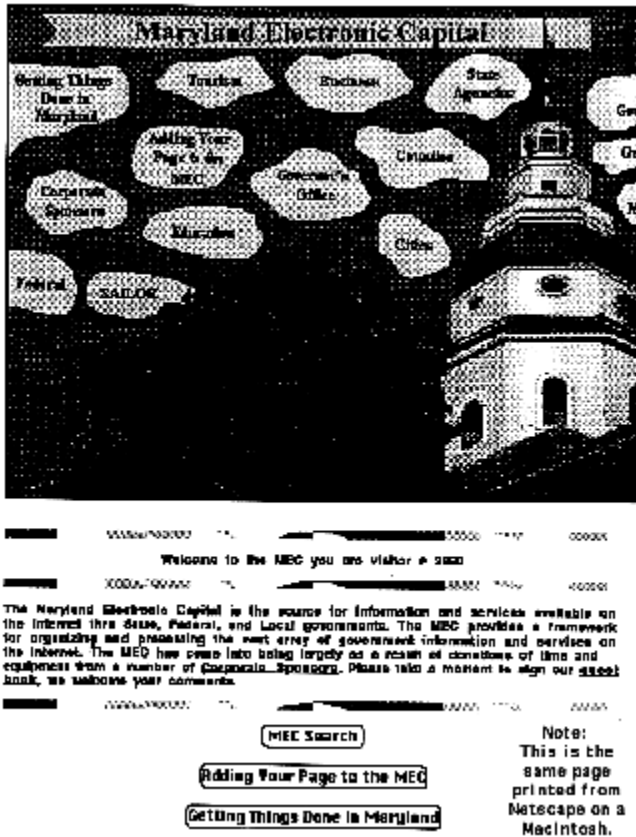 Maryland Electronic Capital
Getting Things
Done in
Maryland
Tourism
Business
State
Agencies
Adding Your
Page to the
MEC
Governor's
Office
Counties
Corporate
Sponsors
Education
Cities
Federal
SAILOR
Welcome to the MEC you are visitor #
The Maryland Electronic Capital is the source for information and services available on
the Internet thru State, Federal, and Local governments. The MEC provides a framework
for organizing and presenting the vast array of government information and services on
the Internet. The MEC has come into being largely as a result of donations of time and
equipment from a number of Corporate Sponsors. Please take a moment to sign our guest
book, we welcome your comments.
MEC Search
Adding Your Page to the MEC
Getting Things Done in Maryland
Note:
This is the
same page
printed from
Netscape on a
MacIntosh.